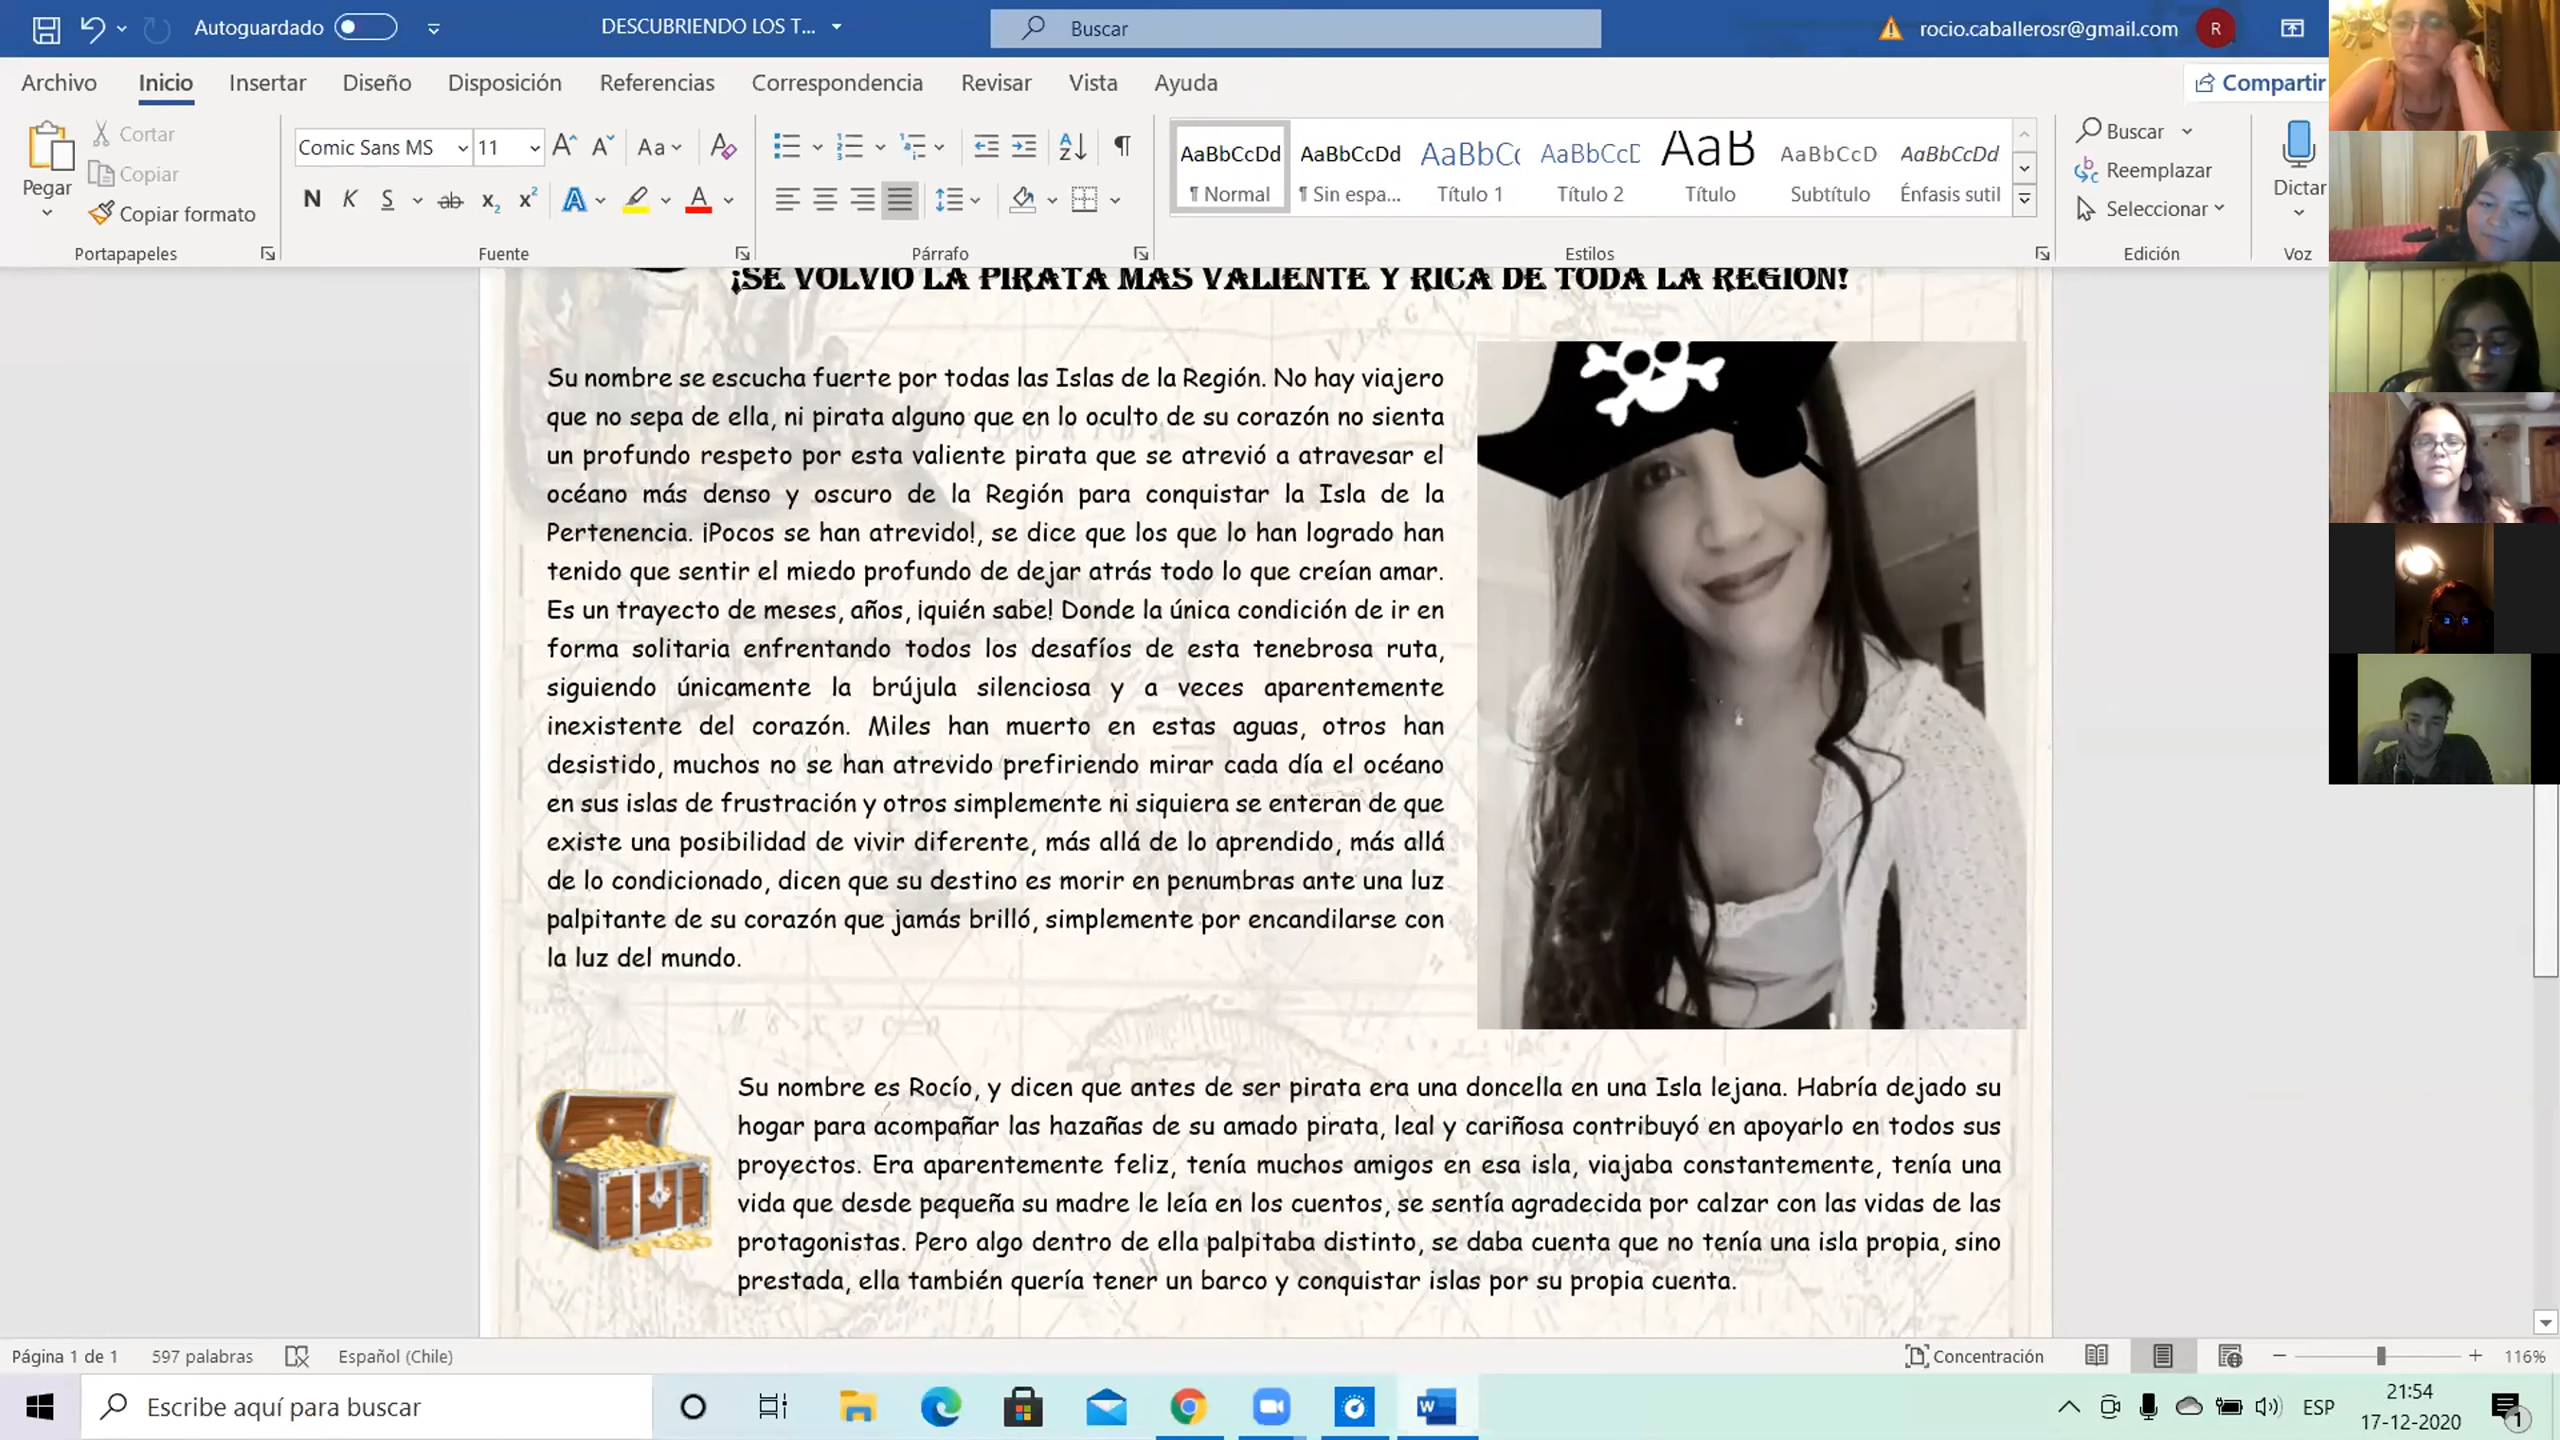 Autoguardado
DESCUBRIENDO LOS T...
Buscar
rocio.caballerosr@gmail.com
R
Archivo
Inicio
Insertar
Diseño
Disposición
Referencias
Correspondencia
Revisar
Vista
Ayuda
Compartir
Pegar
Cortar
Copiar
Copiar formato
Portapapeles
Comic Sans MS
11
Aa
N K S ab x₂ x² A A
Fuente
Párrafo
AaBbCcDd
¶ Normal
AaBbCcDd
¶ Sin espa...
AaBbC
Título 1
AaBbCc
Título 2
AaB
Título
AaBbCcD
Subtítulo
AaBbCcDd
Énfasis sutil
Estilos
Buscar
Reemplazar
Seleccionar
Edición
Dictar
Voz
¡SE VOLVIO LA PIRATA MAS VALIENTE Y RICA DE TODA LA REGION!
Su nombre se escucha fuerte por todas las Islas de la Región. No hay viajero
que no sepa de ella, ni pirata alguno que en lo oculto de su corazón no sienta
un profundo respeto por esta valiente pirata que se atrevió a atravesar el
océano más denso y oscuro de la Región para conquistar la Isla de la
Pertenencia. ¡Pocos se han atrevido!, se dice que los que lo han logrado han
tenido que sentir el miedo profundo de dejar atrás todo lo que creían amar.
Es un trayecto de meses, años, ¡quién sabe! Donde la única condición de ir en
forma solitaria enfrentando todos los desafíos de esta tenebrosa ruta,
siguiendo únicamente la brújula silenciosa y a veces aparentemente
inexistente del corazón. Miles han muerto en estas aguas, otros han
desistido, muchos no se han atrevido prefiriendo mirar cada día el océano
en sus islas de frustración y otros simplemente ni siquiera se enteran de que
existe una posibilidad de vivir diferente, más allá de lo aprendido, más allá
de lo condicionado, dicen que su destino es morir en penumbras ante una luz
palpitante de su corazón que jamás brilló, simplemente por encandilarse con
la luz del mundo.
Su nombre es Rocío, y dicen que antes de ser pirata era una doncella en una Isla lejana. Habría dejado su
hogar para acompañar las hazañas de su amado pirata, leal y cariñosa contribuyó en apoyarlo en todos sus
proyectos. Era aparentemente feliz, tenía muchos amigos en esa isla, viajaba constantemente, tenía una
vida que desde pequeña su madre le leía en los cuentos, se sentía agradecida por calzar con las vidas de las
protagonistas. Pero algo dentro de ella palpitaba distinto, se daba cuenta que no tenía una isla propia, sino
prestada, ella también quería tener un barco y conquistar islas por su propia cuenta.
Página 1 de 1
597 palabras
Español (Chile)
Concentración
116%
Escribe aquí para buscar
ESP
21:54
17-12-2020
1